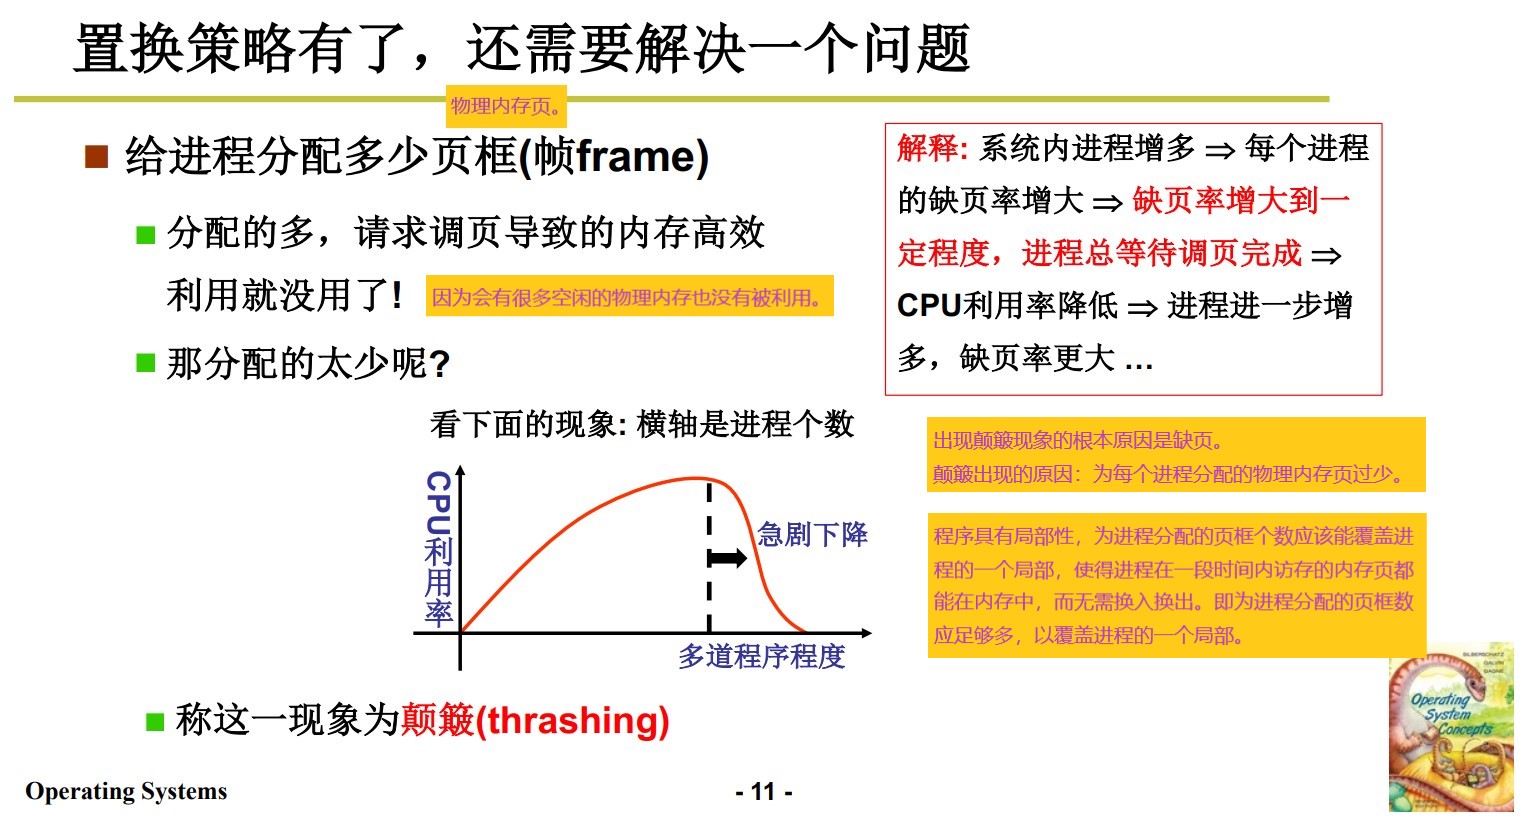 置换策略有了，还需要解决一个问题
物理内存页。
给进程分配多少页框(帧frame)
分配的多，请求调页导致的内存高效
利用就没用了!
因为会有很多空闲的物理内存也没有被利用。
那分配的太少呢?
看下面的现象: 横轴是进程个数
CPU利用率
急剧下降
多道程序程度
称这一现象为颠簸(thrashing)
解释: 系统内进程增多 ⇒ 每个进程
的缺页率增大 ⇒ 缺页率增大到一
定程度，进程总等待调页完成 ⇒
CPU利用率降低 ⇒ 进程进一步增
多，缺页率更大 ...
出现颠簸现象的根本原因是缺页。
颠簸出现的原因：为每个进程分配的物理内存页过少。
程序具有局部性，为进程分配的页框个数应该能覆盖进
程的一个局部，使得进程在一段时间内访存的内存页都
能在内存中，而无需换入换出。即为进程分配的页框数
应足够多，以覆盖进程的一个局部。
SILBERSCHATZ
GALVIN
GAGNE
Operating
System
Concepts
Operating Systems
- 11 -